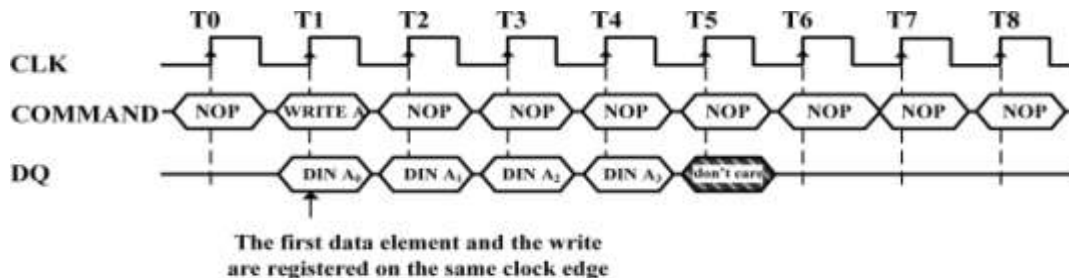 T0 T1 T2 T3 T4 T5 T6 T7 T8
CLK
COMMAND NOP WRITE A NOP NOP NOP NOP NOP NOP NOP
DQ DIN A0 DIN A1 DIN A2 DIN A3 don't care
The first data element and the write
are registered on the same clock edge